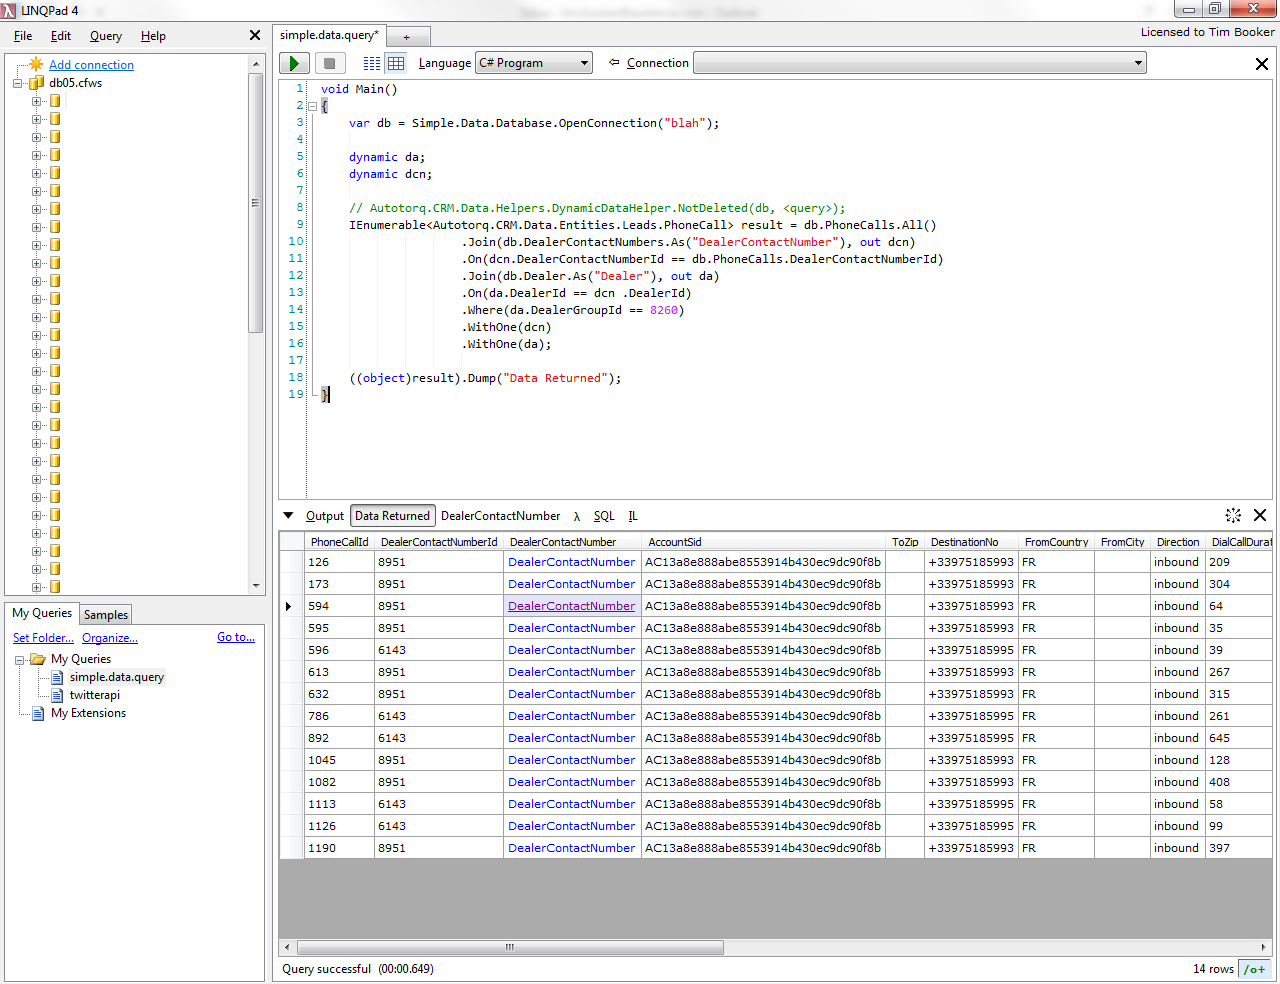 LINQPad 4
File Edit Query Help
Licensed to Tim Booker
Add connection
db05.cfws
My Queries Samples
Set Folder... Organize... Go to...
My Queries
simple.data.query
twitterapi
My Extensions
simple.data.query* +
Language C# Program Connection
1 void Main()
2 {
3 var db = Simple.Data.Database.OpenConnection("blah");
4
5 dynamic da;
6 dynamic dcn;
7
8 // Autotorq.CRM.Data.Helpers.DynamicDataHelper.NotDeleted(db, <query>);
9 IEnumerable<Autotorq.CRM.Data.Entities.Leads.PhoneCall> result = db.PhoneCalls.All()
10 .Join(db.DealerContactNumbers.As("DealerContactNumber"), out dcn)
11 .On(dcn.DealerContactNumberId == db.PhoneCalls.DealerContactNumberId)
12 .Join(db.Dealer.As("Dealer"), out da)
13 .On(da.DealerId == dcn .DealerId)
14 .Where(da.DealerGroupId == 8260)
15 .WithOne(dcn)
16 .WithOne(da);
17
18 ((object)result).Dump("Data Returned");
19 }
Output Data Returned DealerContactNumber λ SQL IL
PhoneCallId DealerContactNumberId DealerContactNumber AccountSid ToZip DestinationNo FromCountry FromCity Direction DialCallDurat
126 8951 DealerContactNumber AC13a8e888abe8553914b430ec9dc90f8b +33975185993 FR inbound 209
173 8951 DealerContactNumber AC13a8e888abe8553914b430ec9dc90f8b +33975185993 FR inbound 304
594 8951 DealerContactNumber AC13a8e888abe8553914b430ec9dc90f8b +33975185993 FR inbound 64
595 8951 DealerContactNumber AC13a8e888abe8553914b430ec9dc90f8b +33975185993 FR inbound 35
596 6143 DealerContactNumber AC13a8e888abe8553914b430ec9dc90f8b +33975185995 FR inbound 39
613 8951 DealerContactNumber AC13a8e888abe8553914b430ec9dc90f8b +33975185993 FR inbound 267
632 8951 DealerContactNumber AC13a8e888abe8553914b430ec9dc90f8b +33975185993 FR inbound 315
786 6143 DealerContactNumber AC13a8e888abe8553914b430ec9dc90f8b +33975185995 FR inbound 261
892 6143 DealerContactNumber AC13a8e888abe8553914b430ec9dc90f8b +33975185995 FR inbound 645
1045 8951 DealerContactNumber AC13a8e888abe8553914b430ec9dc90f8b +33975185993 FR inbound 128
1082 8951 DealerContactNumber AC13a8e888abe8553914b430ec9dc90f8b +33975185993 FR inbound 408
1113 6143 DealerContactNumber AC13a8e888abe8553914b430ec9dc90f8b +33975185995 FR inbound 58
1126 6143 DealerContactNumber AC13a8e888abe8553914b430ec9dc90f8b +33975185995 FR inbound 99
1190 8951 DealerContactNumber AC13a8e888abe8553914b430ec9dc90f8b +33975185993 FR inbound 397
Query successful (00:00.649)
14 rows /o+